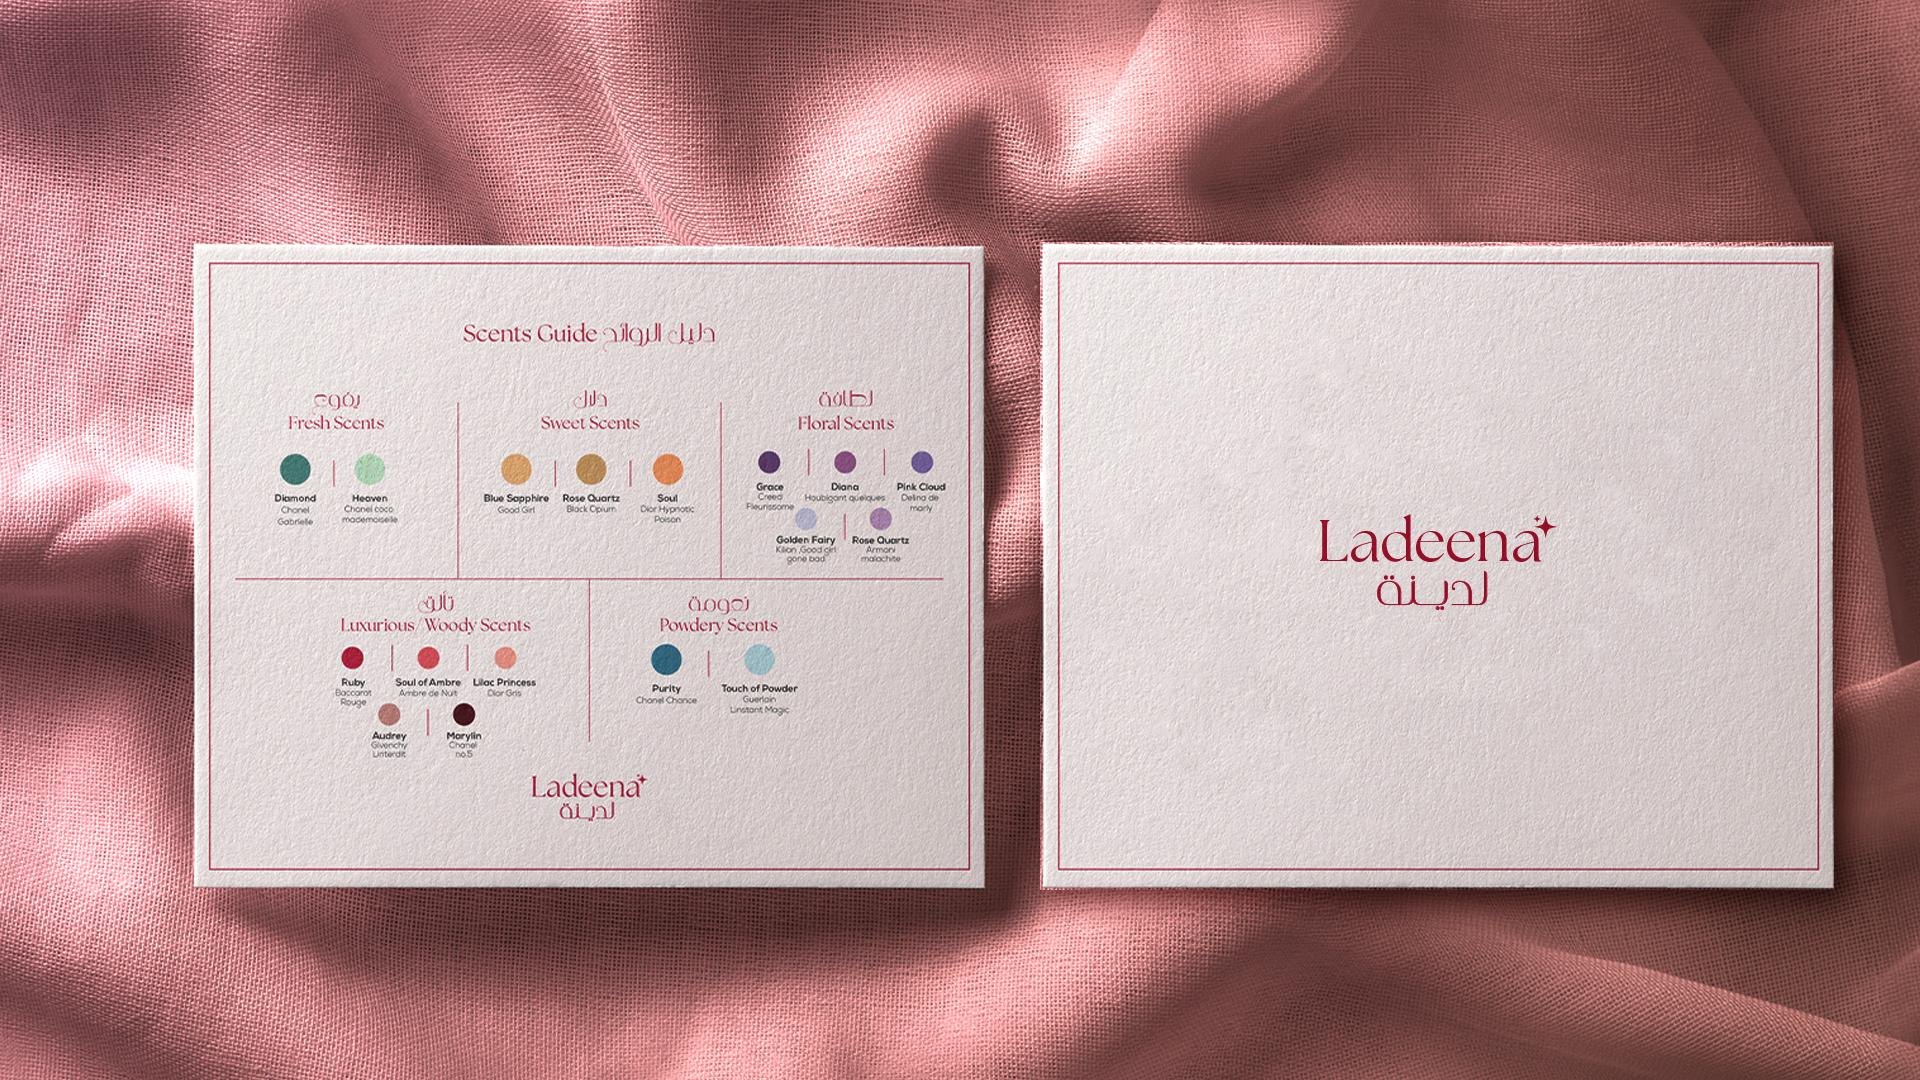 Scents Guide دليل الروائح
يفوح
Fresh Scents
Diamond
Chanel
Gabrielle
Heaven
Chanel coco
mademoiselle
دلال
Sweet Scents
Blue Sapphire
Good Girl
Rose Quartz
Black Opium
Soul
Dior Hypnotic
Poison
لطافة
Floral Scents
Grace
Creed
Fleurissome
Diana
Houbigant quelques
Pink Cloud
Delina de
marly
Golden Fairy
Kilian ,Good girl
gone bad
Rose Quartz
Armani
malachite
تألق
Luxurious/Woody Scents
Ruby
Baccarat
Rouge
Soul of Ambre
Ambre de Nuit
Lilac Princess
Dior Gris
Audrey
Givenchy
Linterdit
Marylin
Chanel
no.5
نعومة
Powdery Scents
Purity
Chanel Chance
Touch of Powder
Guerlain
Linstant Magic
Ladeena
لدينة
Ladeena
لدينة